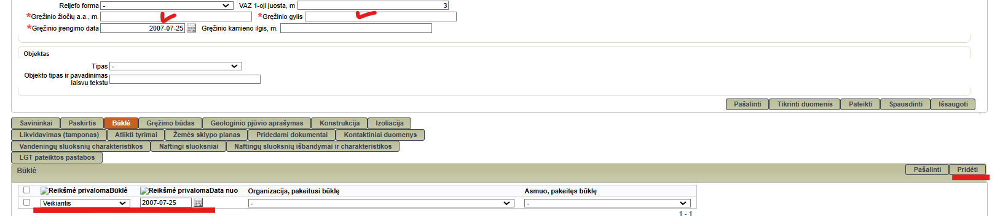 Reljefo forma - VAZ 1-oji juosta, m 3
*Gręžinio žiočių a.a., m. *Gręžinio gylis
*Gręžinio įrengimo data 2007-07-25 Gręžinio kamieno ilgis, m.
Objektas
Tipas -
Objekto tipas ir pavadinimas
laisvu tekstu
Pašalinti Tikrinti duomenis Pateikti Spausdinti Išsaugoti
Savininkai Paskirtis Būklė Gręžimo būdas Geologinio pjūvio aprašymas Konstrukcija Izoliacija
Likvidavimas (tamponas) Atlikti tyrimai Žemės sklypo planas Pridedami dokumentai Kontaktiniai duomenys
Vandeningų sluoksnių charakteristikos Naftingi sluoksniai Naftingų sluoksnių išbandymai ir charakteristikos
LGT pateiktos pastabos
Būklė Pašalinti Pridėti
Reikšmė privalomaBūklė Reikšmė privalomaData nuo Organizacija, pakeitusi būklę Asmuo, pakeitęs būklę
Veikiantis 2007-07-25 - -
1 - 1